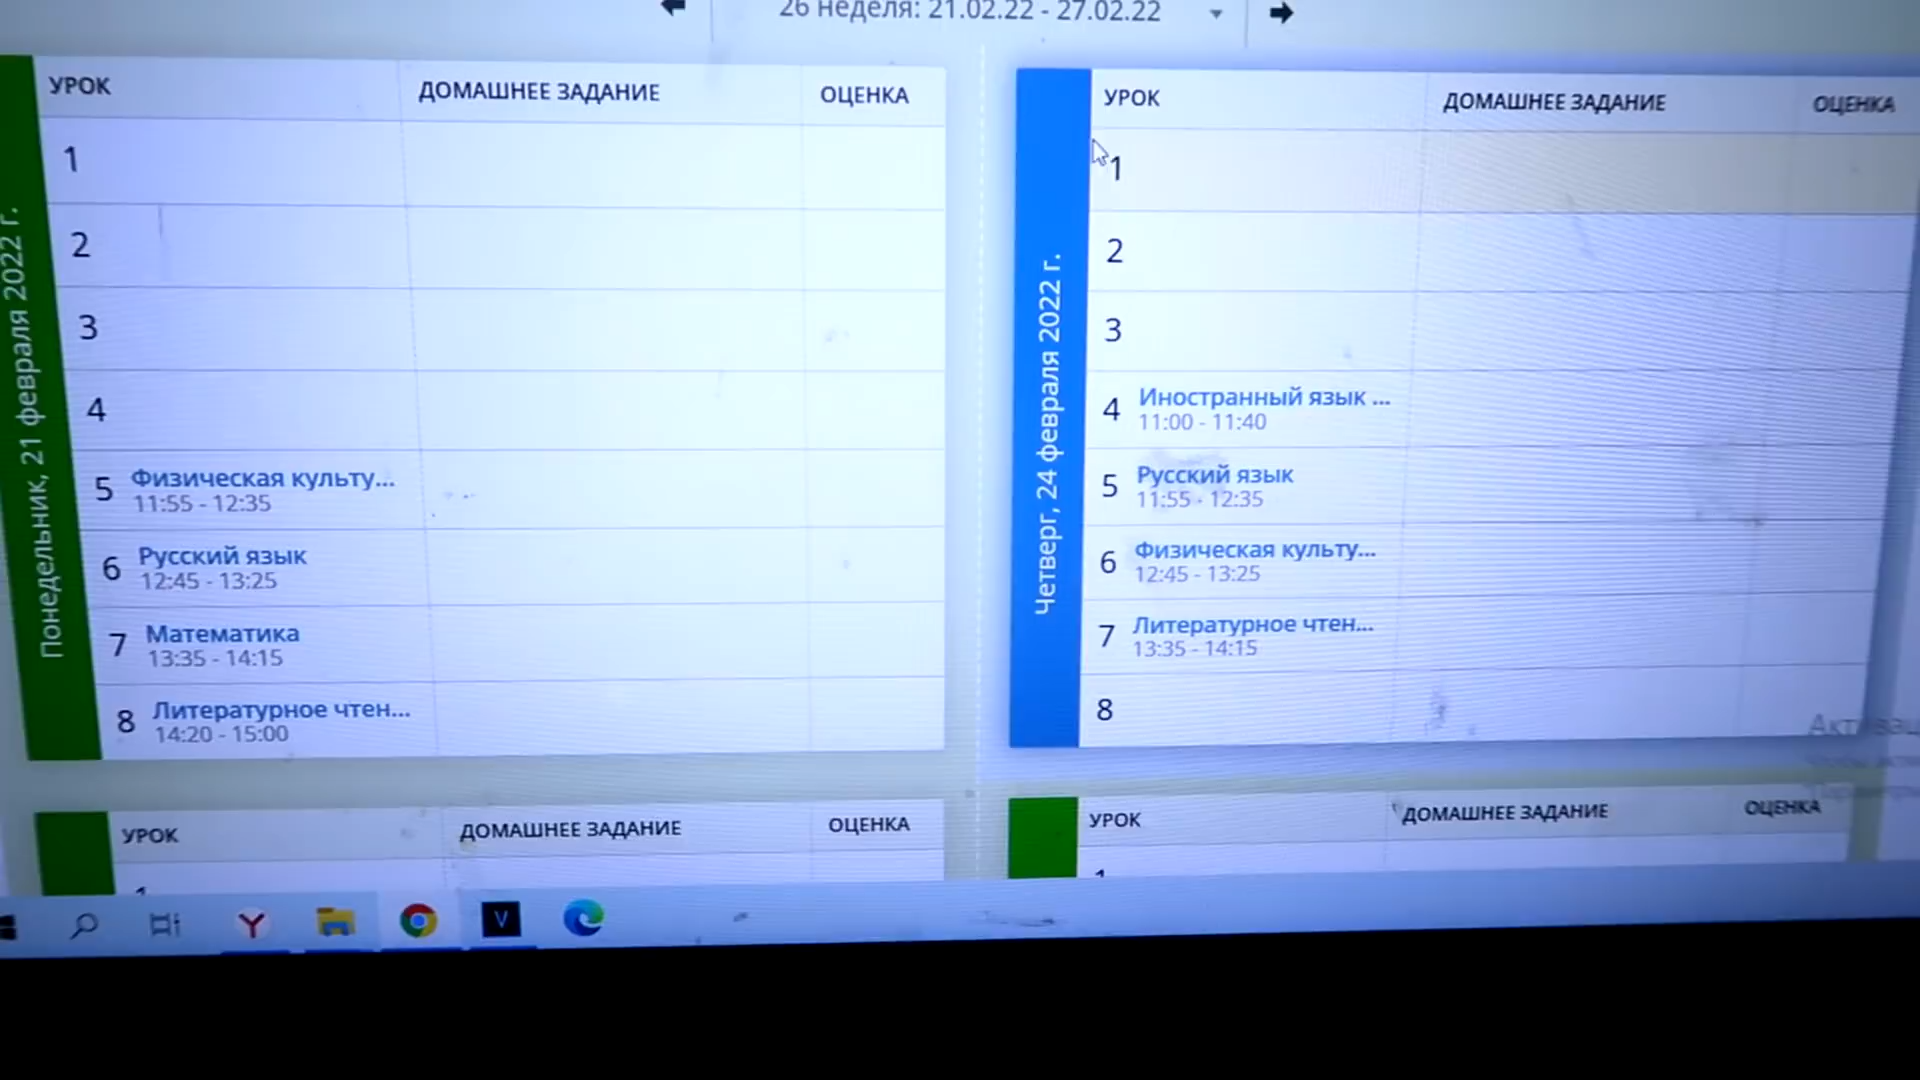 26 неделя: 21.02.22 - 27.02.22
Понедельник, 21 февраля 2022 г.
УРОК ДОМАШНЕЕ ЗАДАНИЕ ОЦЕНКА
1
2
3
4
5 Физическая культу...
11:55 - 12:35
6 Русский язык
12:45 - 13:25
7 Математика
13:35 - 14:15
8 Литературное чтен...
14:20 - 15:00
Четверг, 24 февраля 2022 г.
УРОК ДОМАШНЕЕ ЗАДАНИЕ ОЦЕНКА
1
2
3
4 Иностранный язык ...
11:00 - 11:40
5 Русский язык
11:55 - 12:35
6 Физическая культу...
12:45 - 13:25
7 Литературное чтен...
13:35 - 14:15
8
УРОК ДОМАШНЕЕ ЗАДАНИЕ ОЦЕНКА
1
УРОК ДОМАШНЕЕ ЗАДАНИЕ ОЦЕНКА
1